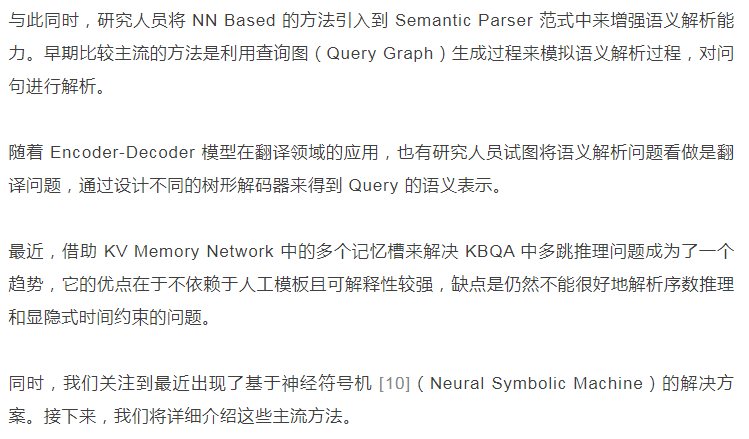 与此同时，研究人员将 NN Based 的方法引入到 Semantic Parser 范式中来增强语义解析能
力。早期比较主流的方法是利用查询图（Query Graph）生成过程来模拟语义解析过程，对问
句进行解析。
随着 Encoder-Decoder 模型在翻译领域的应用，也有研究人员试图将语义解析问题看做是翻
译问题，通过设计不同的树形解码器来得到 Query 的语义表示。
最近，借助 KV Memory Network 中的多个记忆槽来解决 KBQA 中多跳推理问题成为了一个
趋势，它的优点在于不依赖于人工模板且可解释性较强，缺点是仍然不能很好地解析序数推理
和显隐式时间约束的问题。
同时，我们关注到最近出现了基于神经符号机 [10]（Neural Symbolic Machine）的解决方
案。接下来，我们将详细介绍这些主流方法。